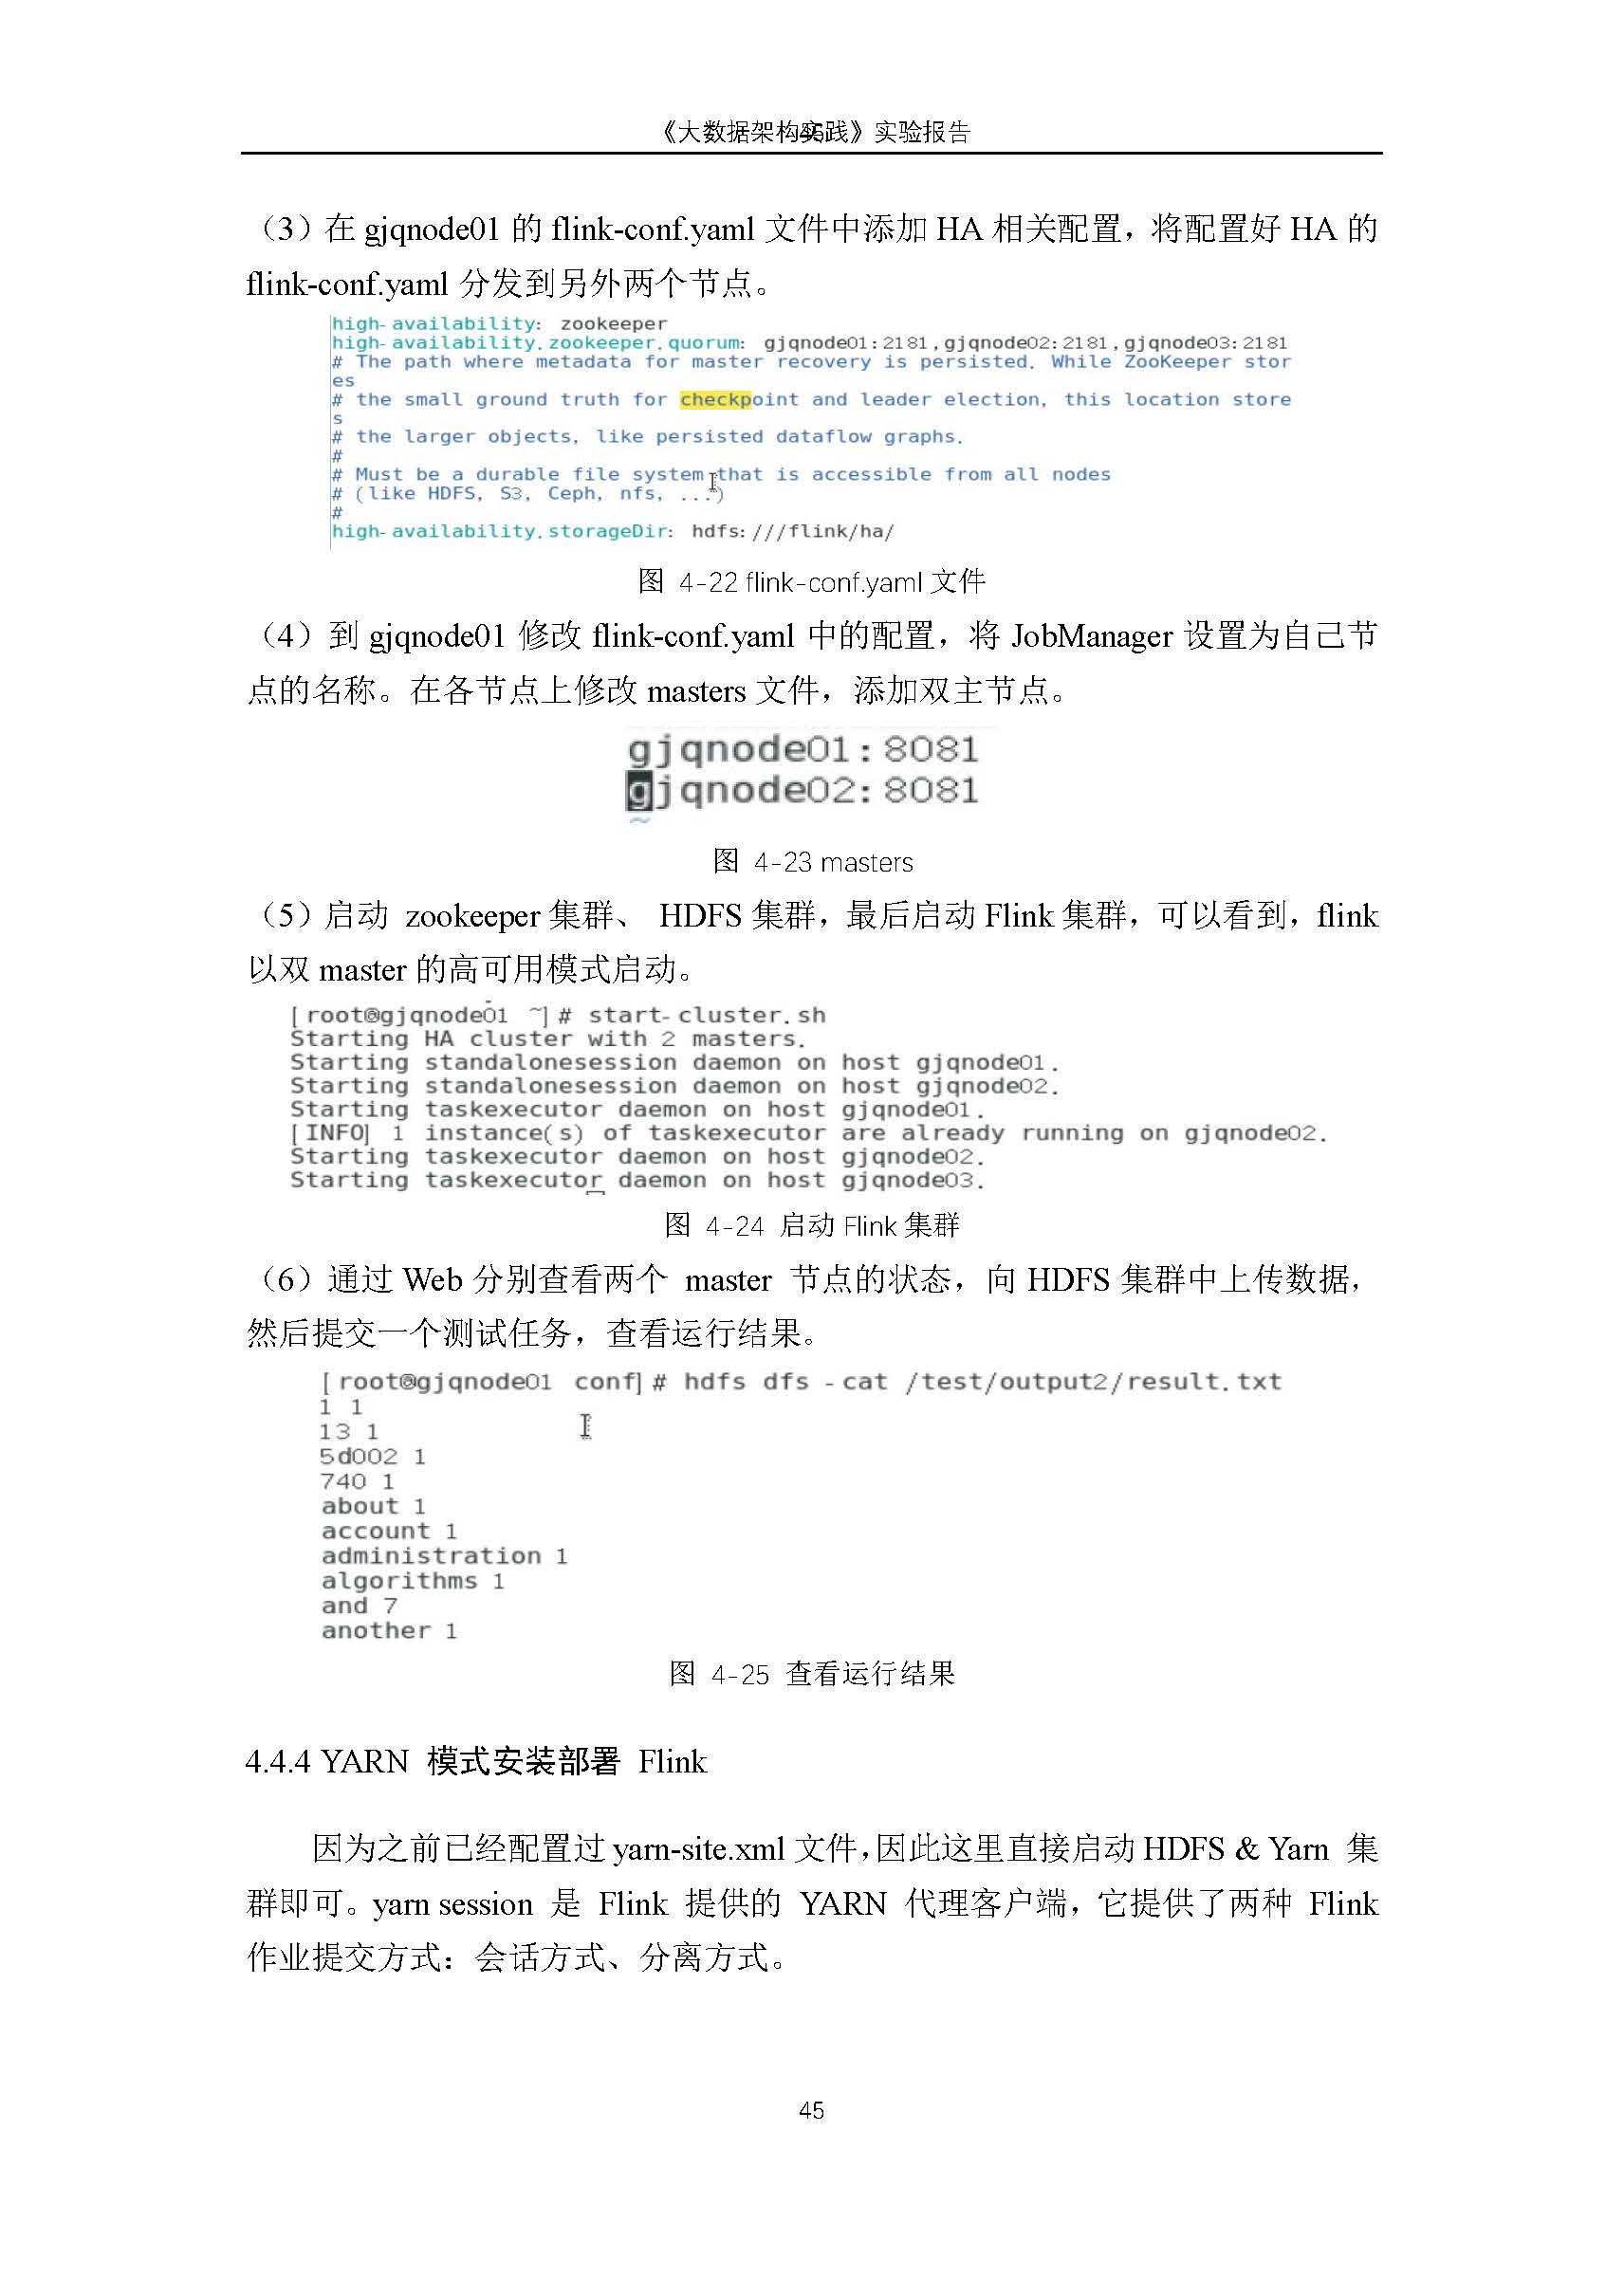 《大数据架构实践》实验报告
（3）在 gjqnode01 的 flink-conf.yaml 文件中添加 HA 相关配置，将配置好 HA 的
flink-conf.yaml 分发到另外两个节点。
high-availability: zookeeper
high-availability.zookeeper.quorum: gjqnode01:2181,gjqnode02:2181,gjqnode03:2181
# The path where metadata for master recovery is persisted. While ZooKeeper stor
es
# the small ground truth for checkpoint and leader election, this location store
s
# the larger objects, like persisted dataflow graphs.
#
# Must be a durable file system that is accessible from all nodes
# (like HDFS, S3, Ceph, nfs, ...)
#
high-availability.storageDir: hdfs:///flink/ha/
图 4-22 flink-conf.yaml 文件
（4）到 gjqnode01 修改 flink-conf.yaml 中的配置，将 JobManager 设置为自己节
点的名称。在各节点上修改 masters 文件，添加双主节点。
gjqnode01:8081
gjqnode02:8081
~
图 4-23 masters
（5）启动 zookeeper 集群、 HDFS 集群，最后启动 Flink 集群，可以看到，flink
以双 master 的高可用模式启动。
[root@gjqnode01 ~]# start-cluster.sh
Starting HA cluster with 2 masters.
Starting standalonesession daemon on host gjqnode01.
Starting standalonesession daemon on host gjqnode02.
Starting taskexecutor daemon on host gjqnode01.
[INFO] 1 instance(s) of taskexecutor are already running on gjqnode02.
Starting taskexecutor daemon on host gjqnode02.
Starting taskexecutor daemon on host gjqnode03.
图 4-24 启动 Flink 集群
（6）通过 Web 分别查看两个 master 节点的状态，向 HDFS 集群中上传数据，
然后提交一个测试任务，查看运行结果。
[root@gjqnode01 conf]# hdfs dfs -cat /test/output2/result.txt
1 1
13 1
5d002 1
740 1
about 1
account 1
administration 1
algorithms 1
and 7
another 1
图 4-25 查看运行结果
4.4.4 YARN 模式安装部署 Flink
因为之前已经配置过 yarn-site.xml 文件，因此这里直接启动 HDFS & Yarn 集
群即可。yarn session 是 Flink 提供的 YARN 代理客户端，它提供了两种 Flink
作业提交方式：会话方式、分离方式。
45